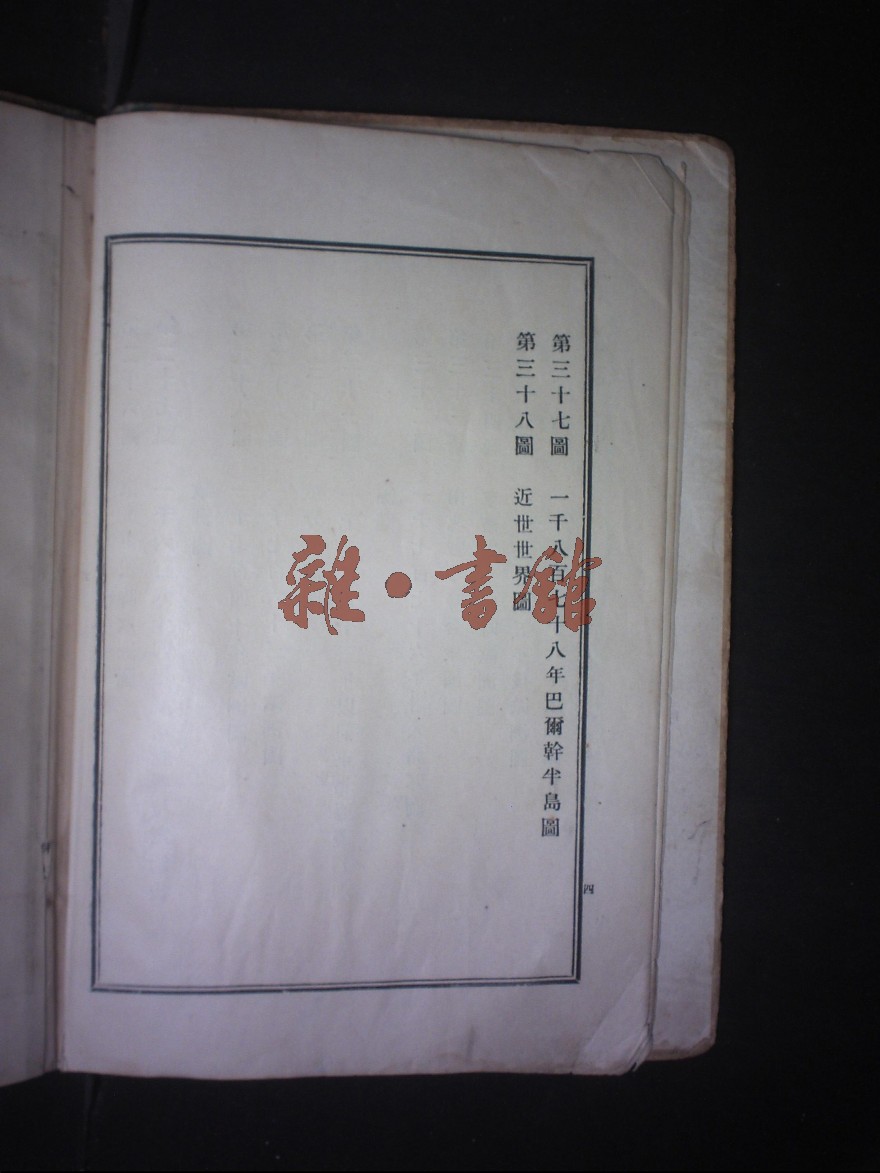 第三十七圖 一千八百七十八年巴爾幹半島圖
第三十八圖 近世世界圖
四
雜·書館